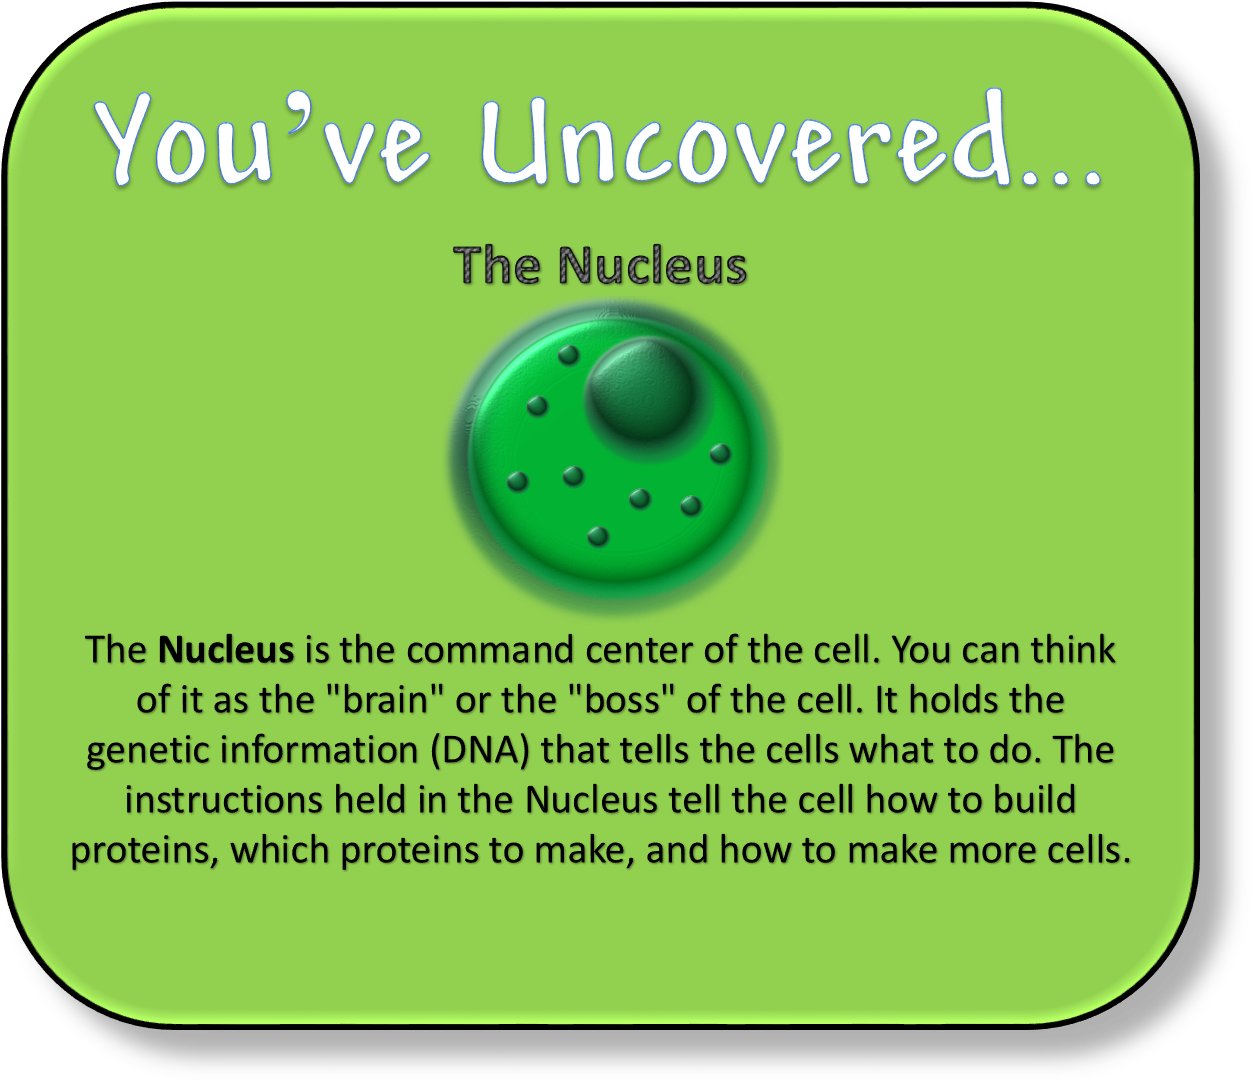 You’ve Uncovered...
The Nucleus
The Nucleus is the command center of the cell. You can think
of it as the "brain" or the "boss" of the cell. It holds the
genetic information (DNA) that tells the cells what to do. The
instructions held in the Nucleus tell the cell how to build
proteins, which proteins to make, and how to make more cells.